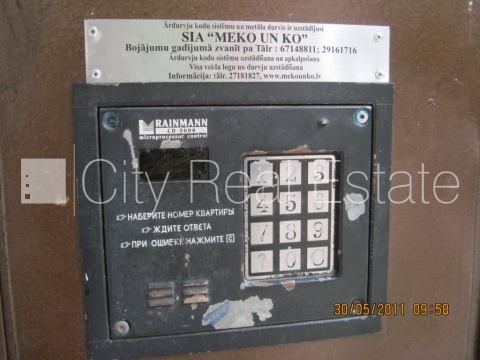 Ārdurvju kodu sistēmu un metāla durvis ir uzstādījusi
SIA "MEKO UN KO"
Bojājumu gadījumā zvanīt pa Tālr : 67148811; 29161716
Ārdurvju kodu sistēmu uzstādīšana un apkalpošana
Visa veida logu un durvju uzstādīšana
Informācija: tālr. 27181827, www.mekounko.lv
RAINMANN
CD-2000
microprocessor control
City Real Estate
1 2 3
4 5 6
7 8 9
? 0 C
НАБЕРИТЕ НОМЕР КВАРТИРЫ
ЖДИТЕ ОТВЕТА
ПРИ ОШИБКЕ НАЖМИТЕ C
30/05/2011 09:58